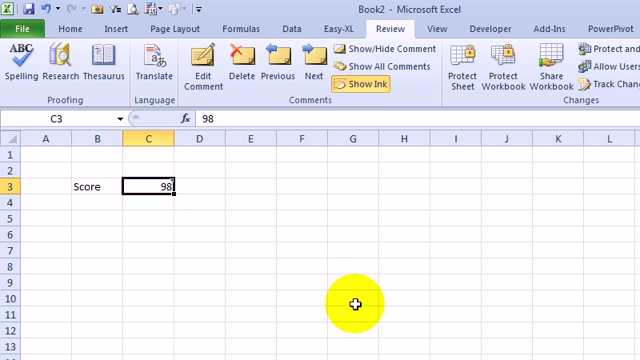 Book2 - Microsoft Excel
File Home Insert Page Layout Formulas Data Easy-XL Review View Developer Add-Ins PowerPivot
ABC Spelling Research Thesaurus Translate Edit Comment Delete Previous Next Show/Hide Comment Show All Comments Show Ink Protect Sheet Protect Workbook Share Workbook Protect and Allow Users Track Chang
Proofing Language Comments Changes
C3 fx 98
A B C D E F G H I J K L
1
2
3 Score 98
4
5
6
7
8
9
10
11
12
13